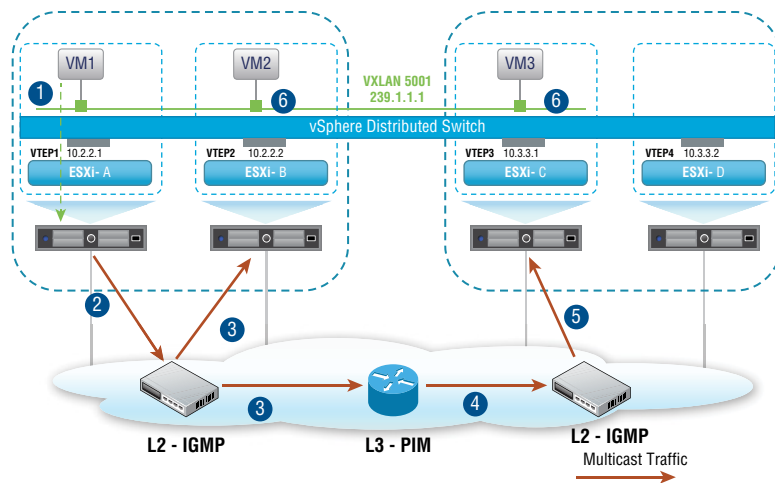 VM1
VM2
VM3
VXLAN 5001
239.1.1.1
1
6
6
vSphere Distributed Switch
VTEP1 10.2.2.1
VTEP2 10.2.2.2
VTEP3 10.3.3.1
VTEP4 10.3.3.2
ESXi- A
ESXi- B
ESXi- C
ESXi- D
2
3
5
3
4
L2 - IGMP
L3 - PIM
L2 - IGMP
Multicast Traffic